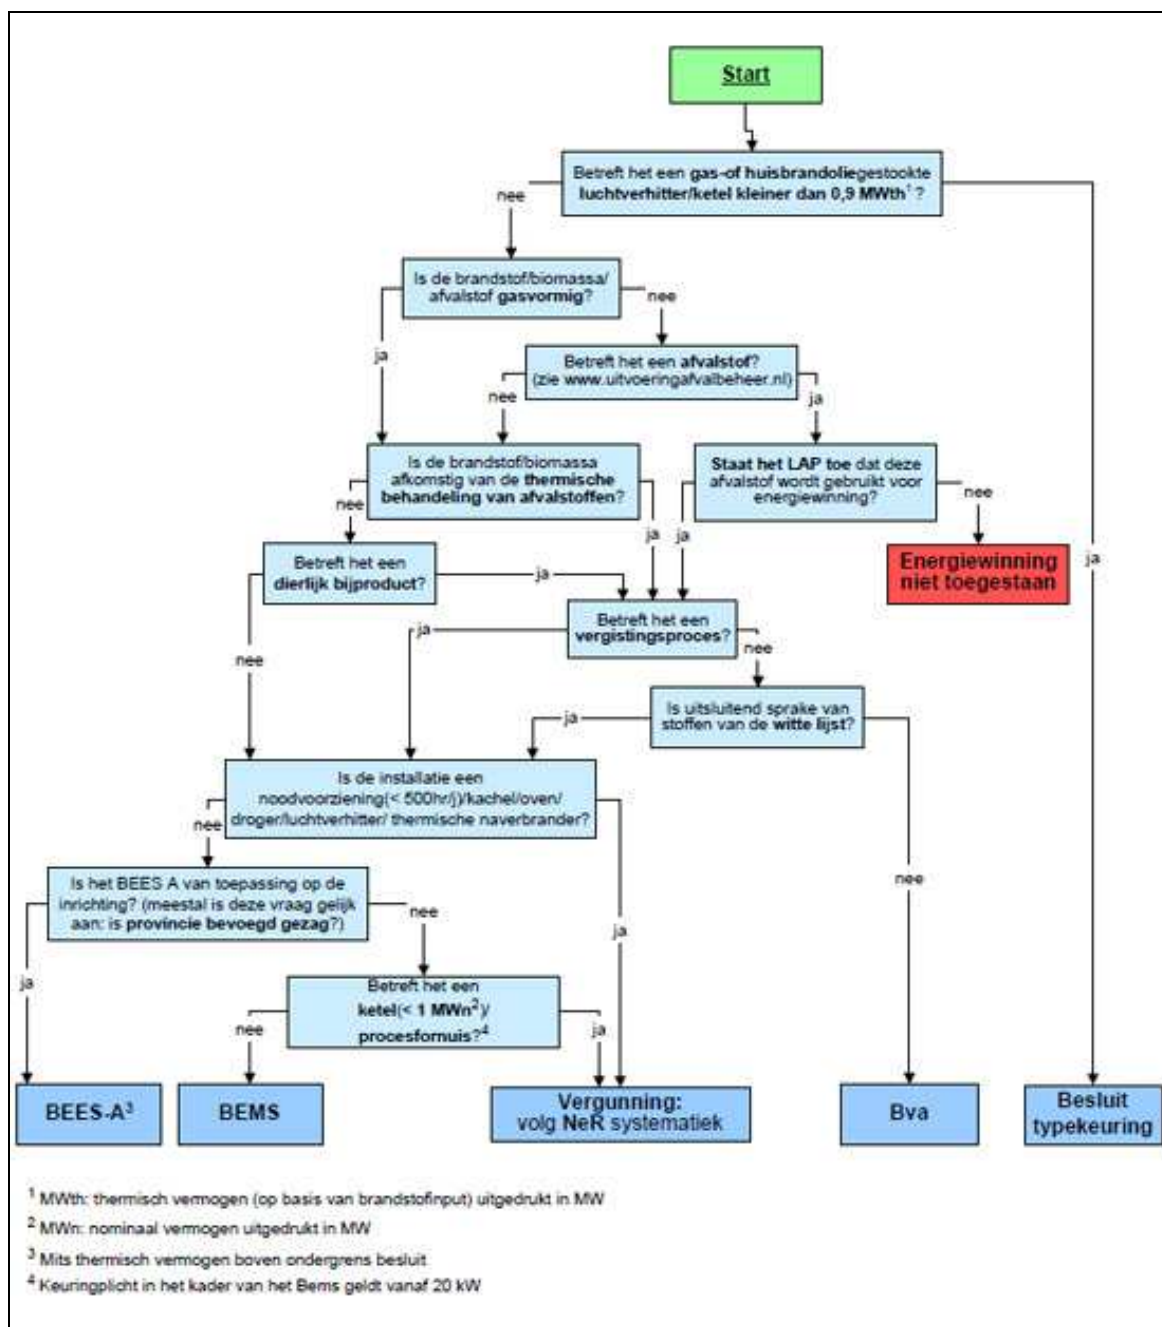 Start
Betreft het een gas-of huisbrandoliegestookte
luchtverhitter/ketel kleiner dan 0,9 MWth¹ ?
nee
Is de brandstof/biomassa/
afvalstof gasvormig?
nee
ja
Betreft het een afvalstof?
(zie www.uitvoeringafvalbeheer.nl)
nee
ja
Is de brandstof/biomassa
afkomstig van de thermische
behandeling van afvalstoffen?
Staat het LAP toe dat deze
afvalstof wordt gebruikt voor
energiewinning?
nee
nee
ja
ja
ja
Betreft het een
dierlijk bijproduct?
ja
Energiewinning
niet toegestaan
Betreft het een
vergistingsproces?
ja
nee
nee
Is uitsluitend sprake van
stoffen van de witte lijst?
ja
Is de installatie een
noodvoorziening(< 500hr/j)/kachel/oven/
droger/luchtverhitter/ thermische naverbrander?
nee
nee
Is het BEES A van toepassing op de
inrichting? (meestal is deze vraag gelijk
aan: is provincie bevoegd gezag?)
nee
ja
ja
Betreft het een
ketel(< 1 MWn²)/
procesfornuis?⁴
nee
ja
BEES-A³
BEMS
Vergunning:
volg NeR systematiek
Bva
Besluit
typekeuring
¹ MWth: thermisch vermogen (op basis van brandstofinput) uitgedrukt in MW
² MWn: nominaal vermogen uitgedrukt in MW
³ Mits thermisch vermogen boven ondergrens besluit
⁴ Keuringplicht in het kader van het Bems geldt vanaf 20 kW